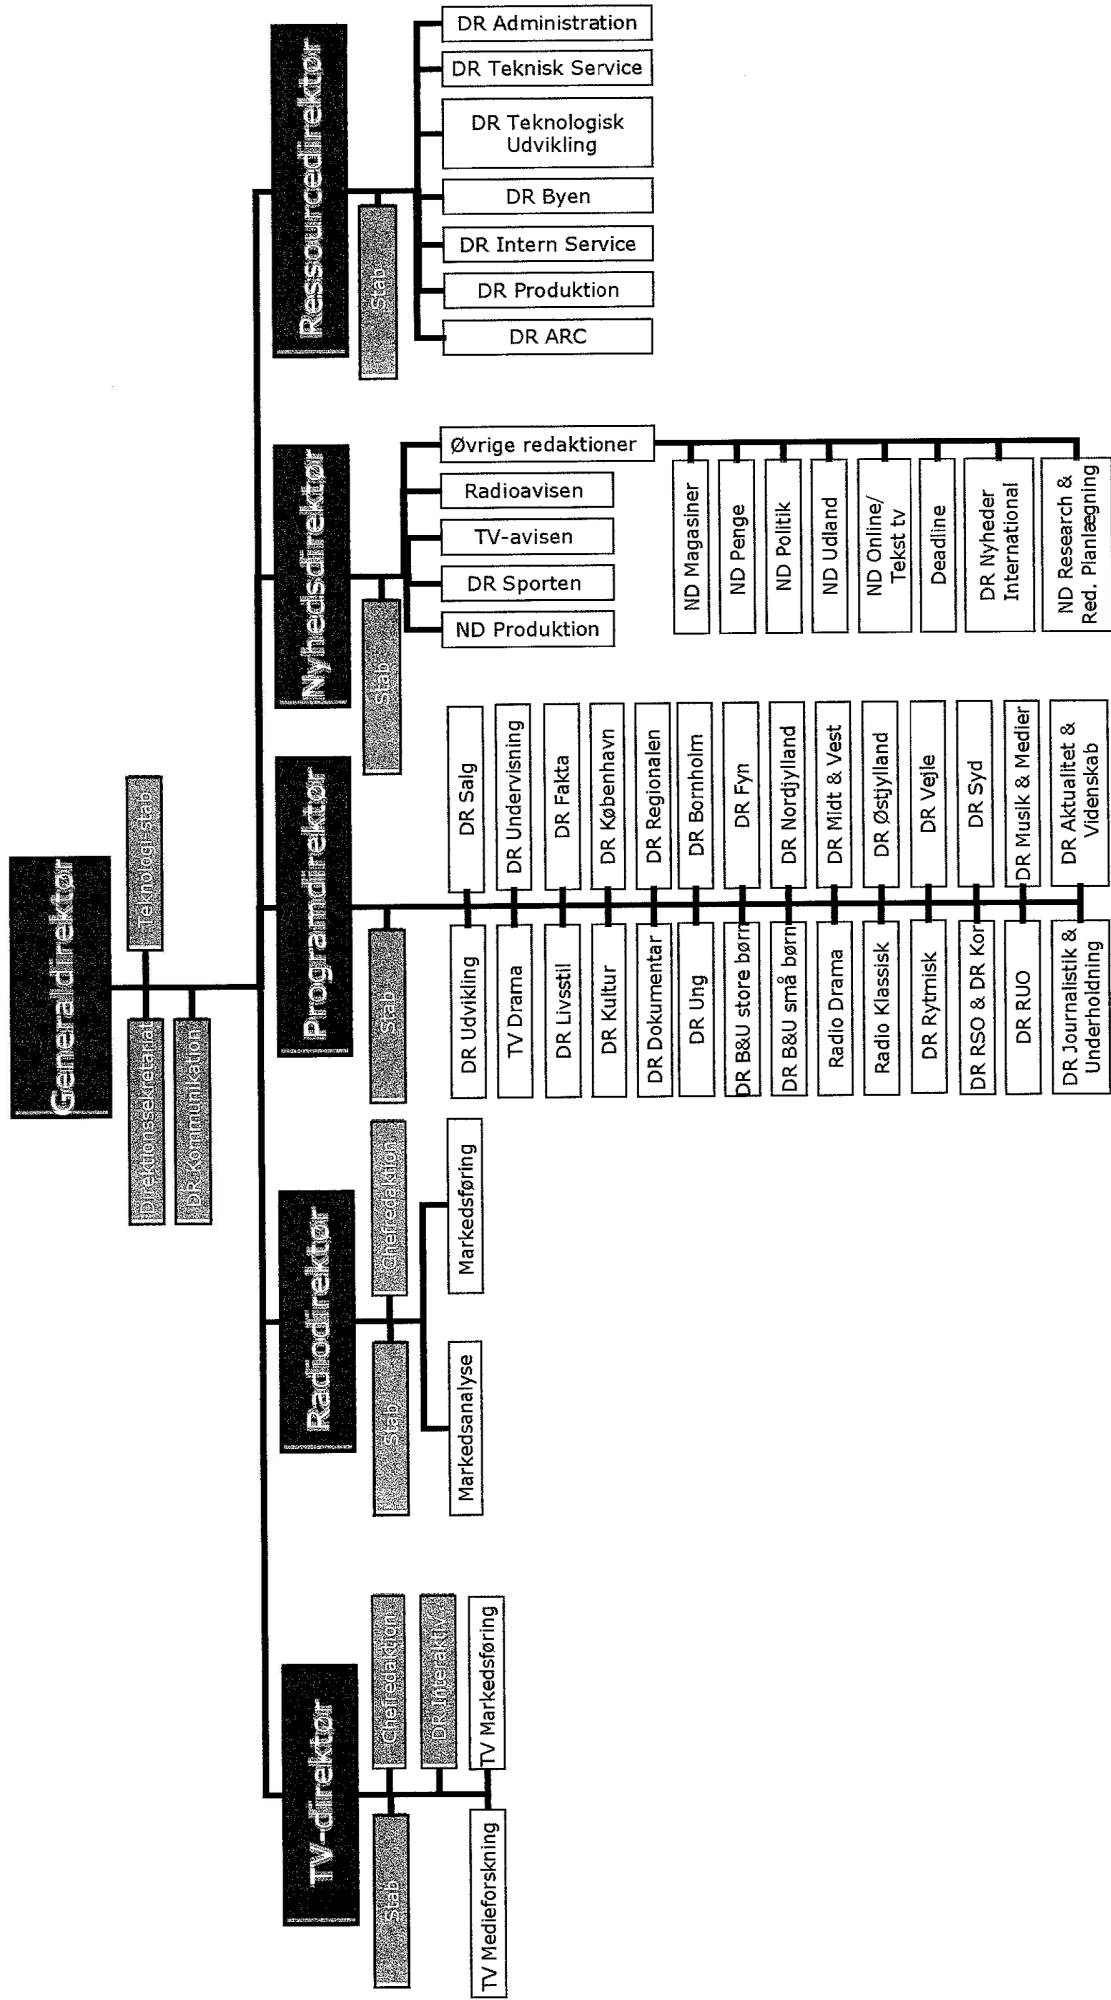 Generaldirektør
Direktionssekretariat
Teknologi-stab
DR Kommunikation
TV-direktør
Stab
Chefredaktion
DR Interaktiv
TV Medieforskning
TV Markedsføring
Radiodirektør
Stab
Chefredaktion
Markedsanalyse
Markedsføring
Programdirektør
Stab
DR Udvikling
DR Salg
TV Drama
DR Undervisning
DR Livsstil
DR Fakta
DR Kultur
DR København
DR Dokumentar
DR Regionalen
DR Ung
DR Bornholm
DR B&U store børn
DR Fyn
DR B&U små børn
DR Nordjylland
Radio Drama
DR Midt & Vest
Radio Klassisk
DR Østjylland
DR Rytmisk
DR Vejle
DR RSO & DR Kor
DR Syd
DR RUO
DR Musik & Medier
DR Journalistik &
Underholdning
DR Aktualitet &
Videnskab
Nyhedsdirektør
Stab
Øvrige redaktioner
Radioavisen
TV-avisen
DR Sporten
ND Produktion
ND Magasiner
ND Penge
ND Politik
ND Udland
ND Online/
Tekst tv
Deadline
DR Nyheder
International
ND Research &
Red. Planlægning
Ressourcedirektør
Stab
DR Administration
DR Teknisk Service
DR Teknologisk
Udvikling
DR Byen
DR Intern Service
DR Produktion
DR ARC